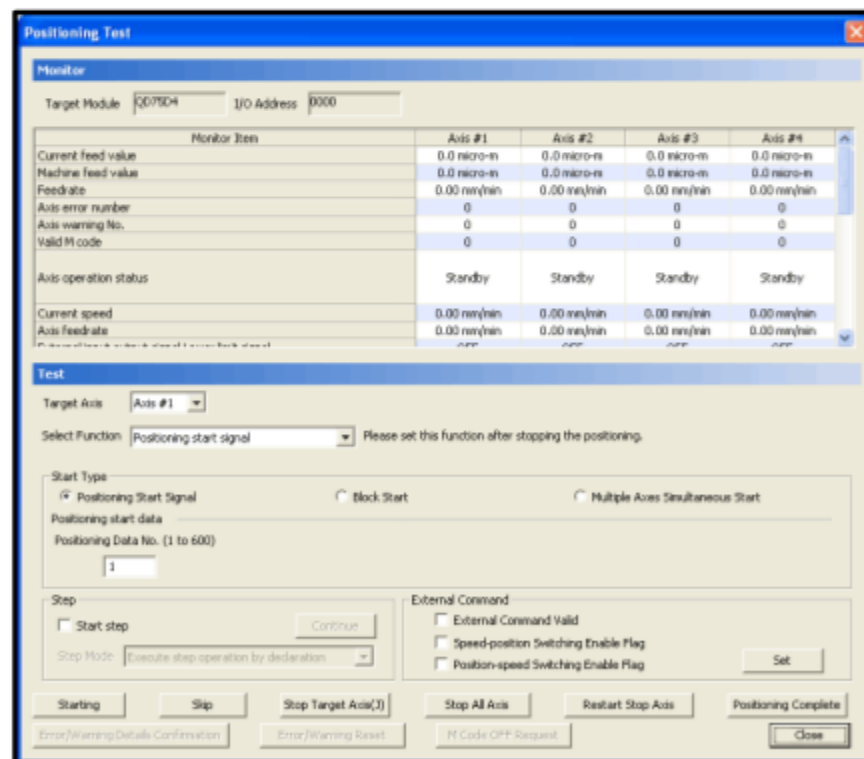 Positioning Test
Monitor
Target Module QD75D4 I/O Address 0000
Monitor Item Axis #1 Axis #2 Axis #3 Axis #4
Current feed value 0.0 micro-m 0.0 micro-m 0.0 micro-m 0.0 micro-m
Machine feed value 0.0 micro-m 0.0 micro-m 0.0 micro-m 0.0 micro-m
Feedrate 0.00 mm/min 0.00 mm/min 0.00 mm/min 0.00 mm/min
Axis error number 0 0 0 0
Axis warning No. 0 0 0 0
Valid M code 0 0 0 0
Axis operation status Standby Standby Standby Standby
Current speed 0.00 mm/min 0.00 mm/min 0.00 mm/min 0.00 mm/min
Axis feedrate 0.00 mm/min 0.00 mm/min 0.00 mm/min 0.00 mm/min
External input output signal Lower limit signal OFF OFF OFF OFF
Test
Target Axis Axis #1
Select Function Positioning start signal Please set this function after stopping the positioning.
Start Type
Positioning Start Signal Block Start Multiple Axes Simultaneous Start
Positioning start data
Positioning Data No. (1 to 600)
1
Step External Command
Start step Continue External Command Valid
Speed-position Switching Enable Flag
Step Mode Execute step operation by declaration Position-speed Switching Enable Flag Set
Starting Skip Stop Target Axis(J) Stop All Axis Restart Stop Axis Positioning Complete
Error/Warning Details Confirmation Error/Warning Reset M Code OFF Request Close